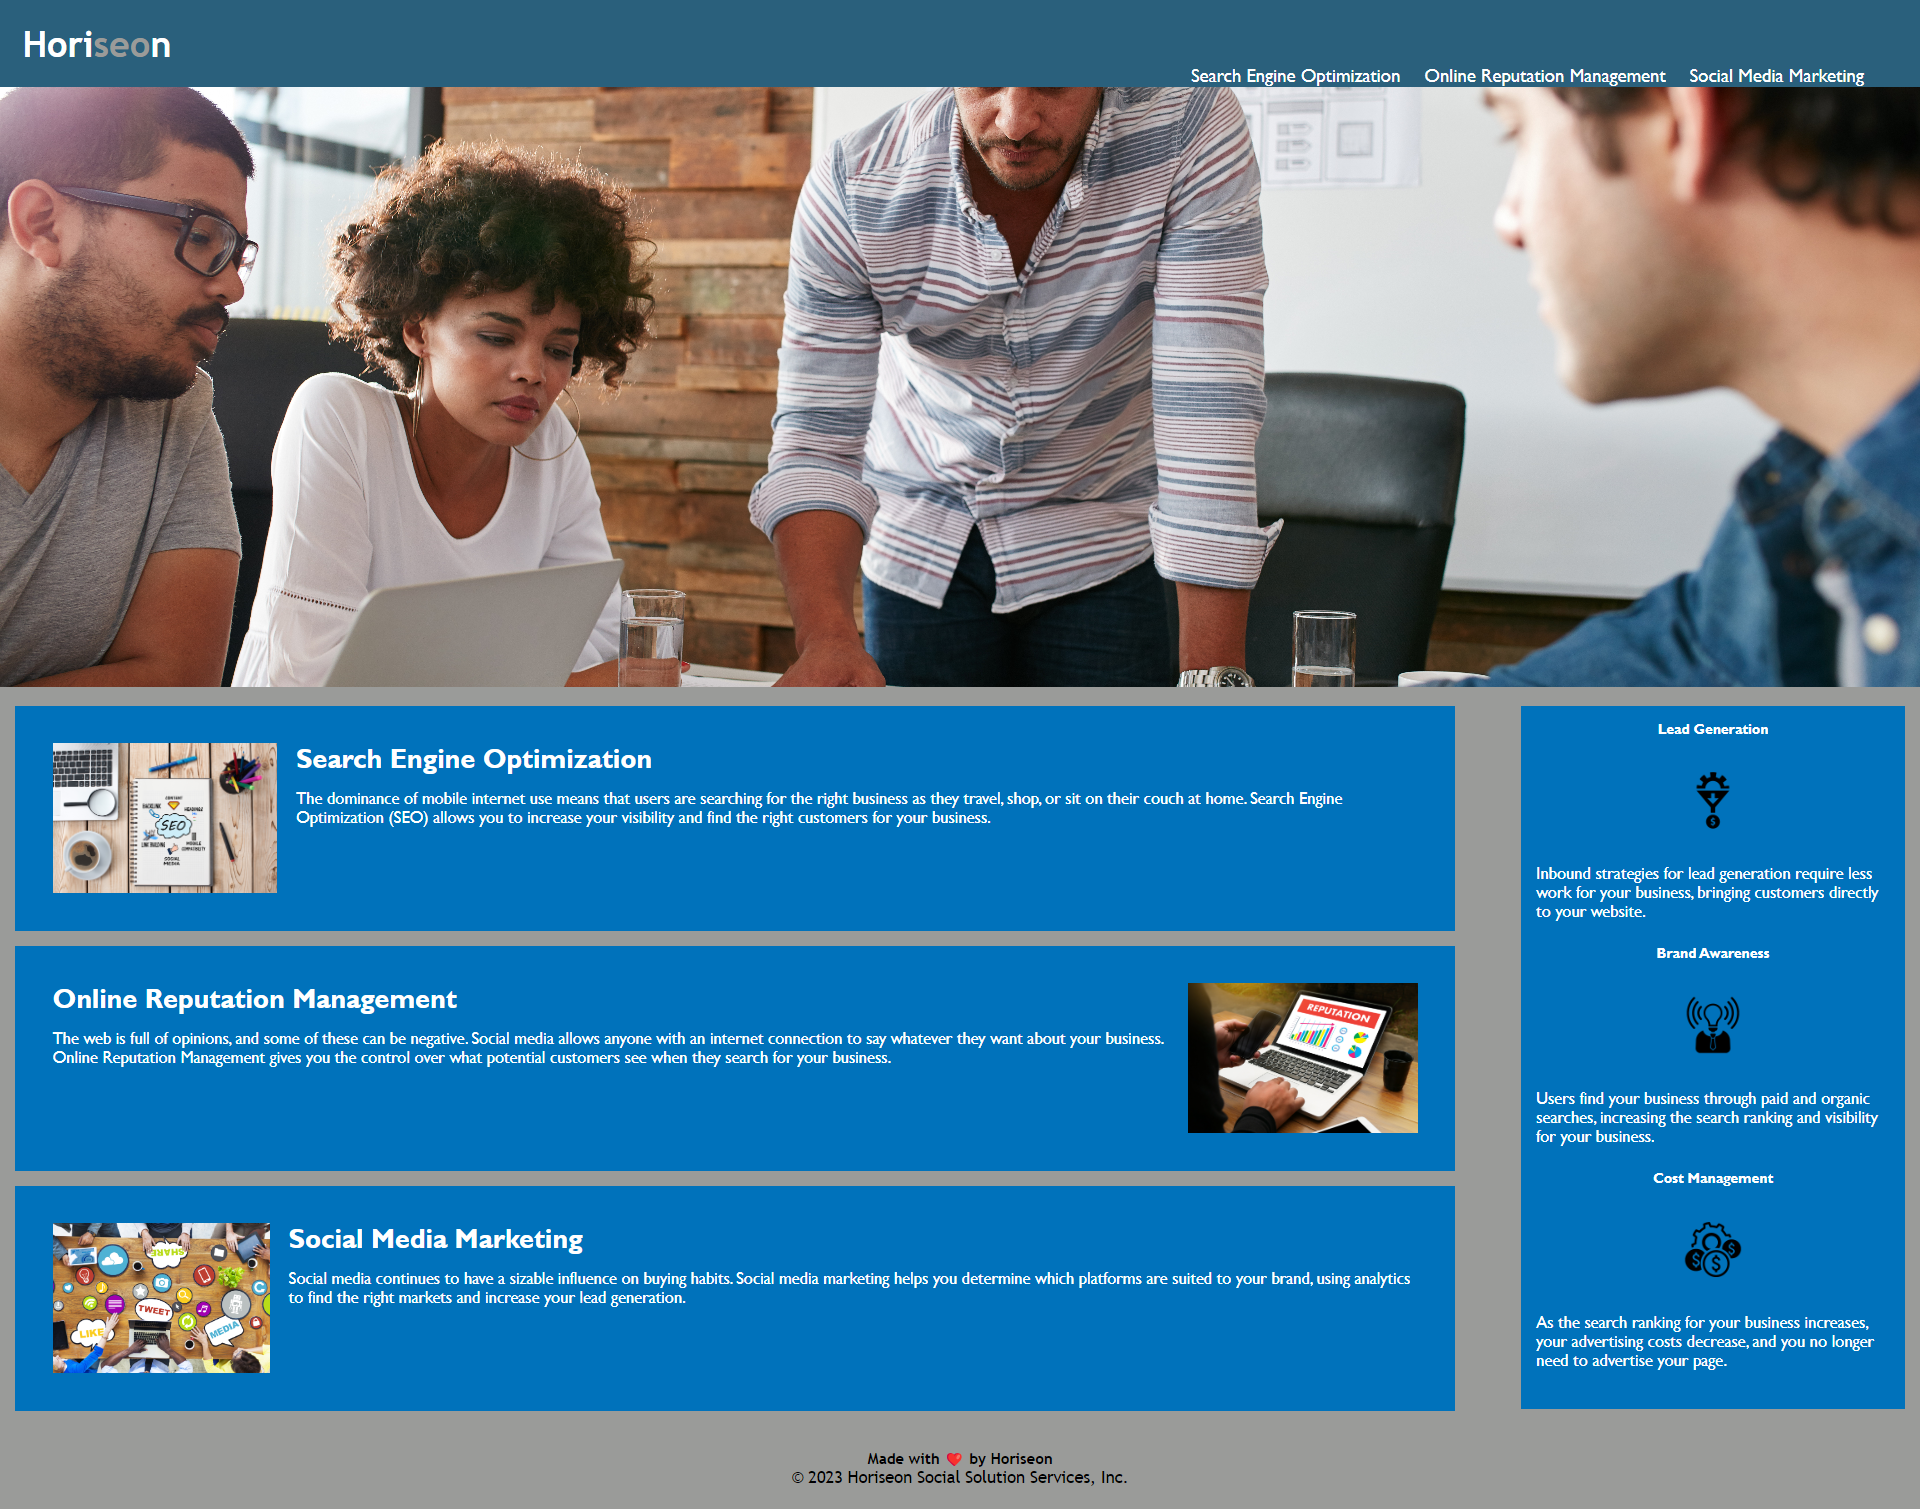 Horiseon
Search Engine Optimization Online Reputation Management Social Media Marketing
Search Engine Optimization
The dominance of mobile internet use means that users are searching for the right business as they travel, shop, or sit on their couch at home. Search Engine
Optimization (SEO) allows you to increase your visibility and find the right customers for your business.
SEO
Online Reputation Management
The web is full of opinions, and some of these can be negative. Social media allows anyone with an internet connection to say whatever they want about your business.
Online Reputation Management gives you the control over what potential customers see when they search for your business.
REPUTATION
SHARE
TWEET
LIKE
MEDIA
Social Media Marketing
Social media continues to have a sizable influence on buying habits. Social media marketing helps you determine which platforms are suited to your brand, using analytics
to find the right markets and increase your lead generation.
Lead Generation
Inbound strategies for lead generation require less
work for your business, bringing customers directly
to your website.
Brand Awareness
Users find your business through paid and organic
searches, increasing the search ranking and visibility
for your business.
Cost Management
As the search ranking for your business increases,
your advertising costs decrease, and you no longer
need to advertise your page.
Made with ❤️ by Horiseon
© 2023 Horiseon Social Solution Services, Inc.